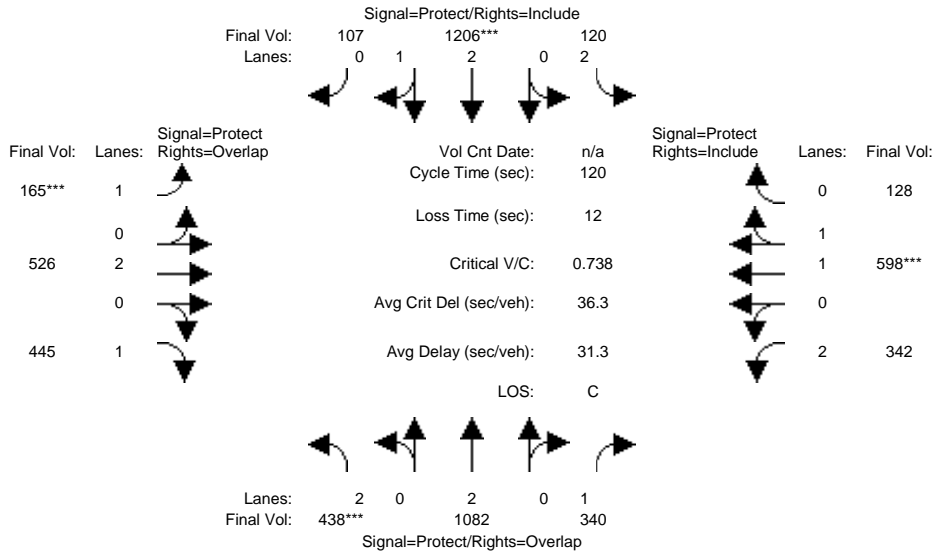 Signal=Protect/Rights=Include
Final Vol: 107 1206*** 120
Lanes: 0 1 2 0 2
Signal=Protect
Final Vol: Lanes: Rights=Overlap
Vol Cnt Date: n/a
Signal=Protect
Rights=Include Lanes: Final Vol:
Cycle Time (sec): 120
165*** 1
0 128
Loss Time (sec): 12
0
1
526 2
Critical V/C: 0.738
1 598***
0
Avg Crit Del (sec/veh): 36.3
0
445 1
Avg Delay (sec/veh): 31.3
2 342
LOS: C
Lanes: 2 0 2 0 1
Final Vol: 438*** 1082 340
Signal=Protect/Rights=Overlap